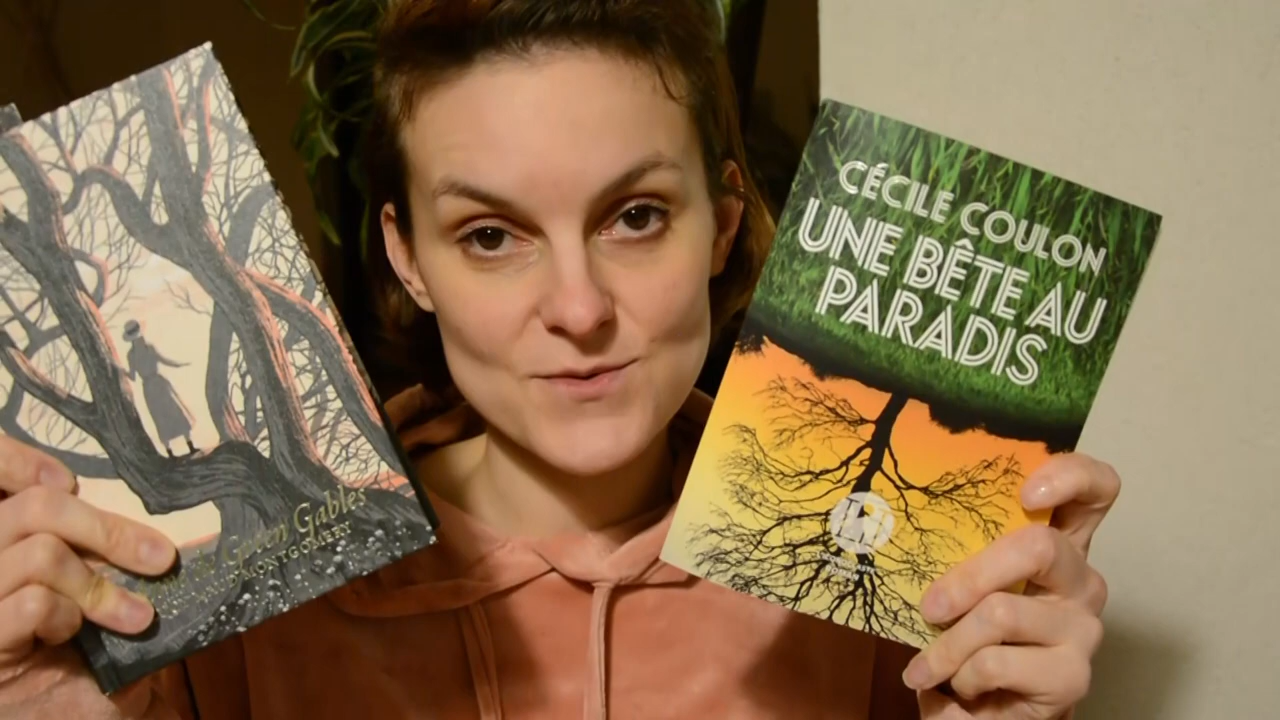 Green Gables
MONTGOMERY
CÉCILE COULON
UNE BÊTE AU
PARADIS